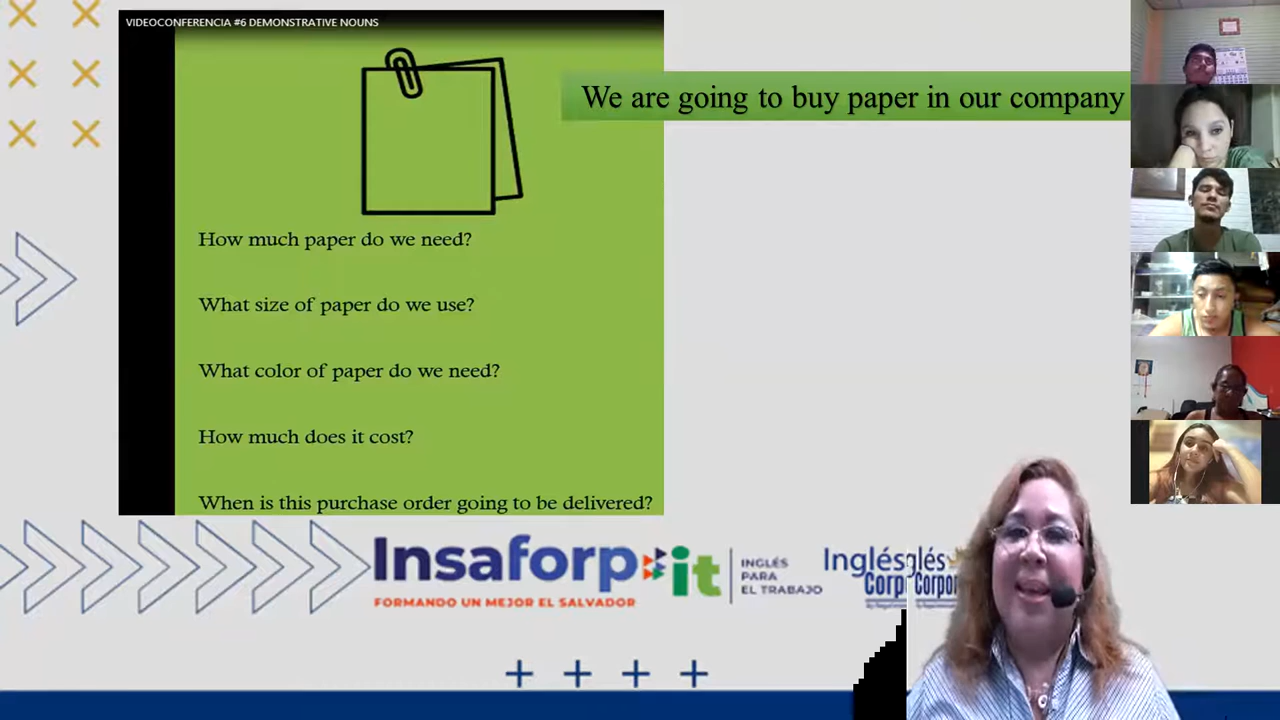 VIDEOCONFERENCIA #6 DEMONSTRATIVE NOUNS
We are going to buy paper in our company
How much paper do we need?
What size of paper do we use?
What color of paper do we need?
How much does it cost?
When is this purchase order going to be delivered?
Insaforp it
FORMANDO UN MEJOR EL SALVADOR
INGLÉS
PARA
EL TRABAJO
Inglés glés
Corp Corpor